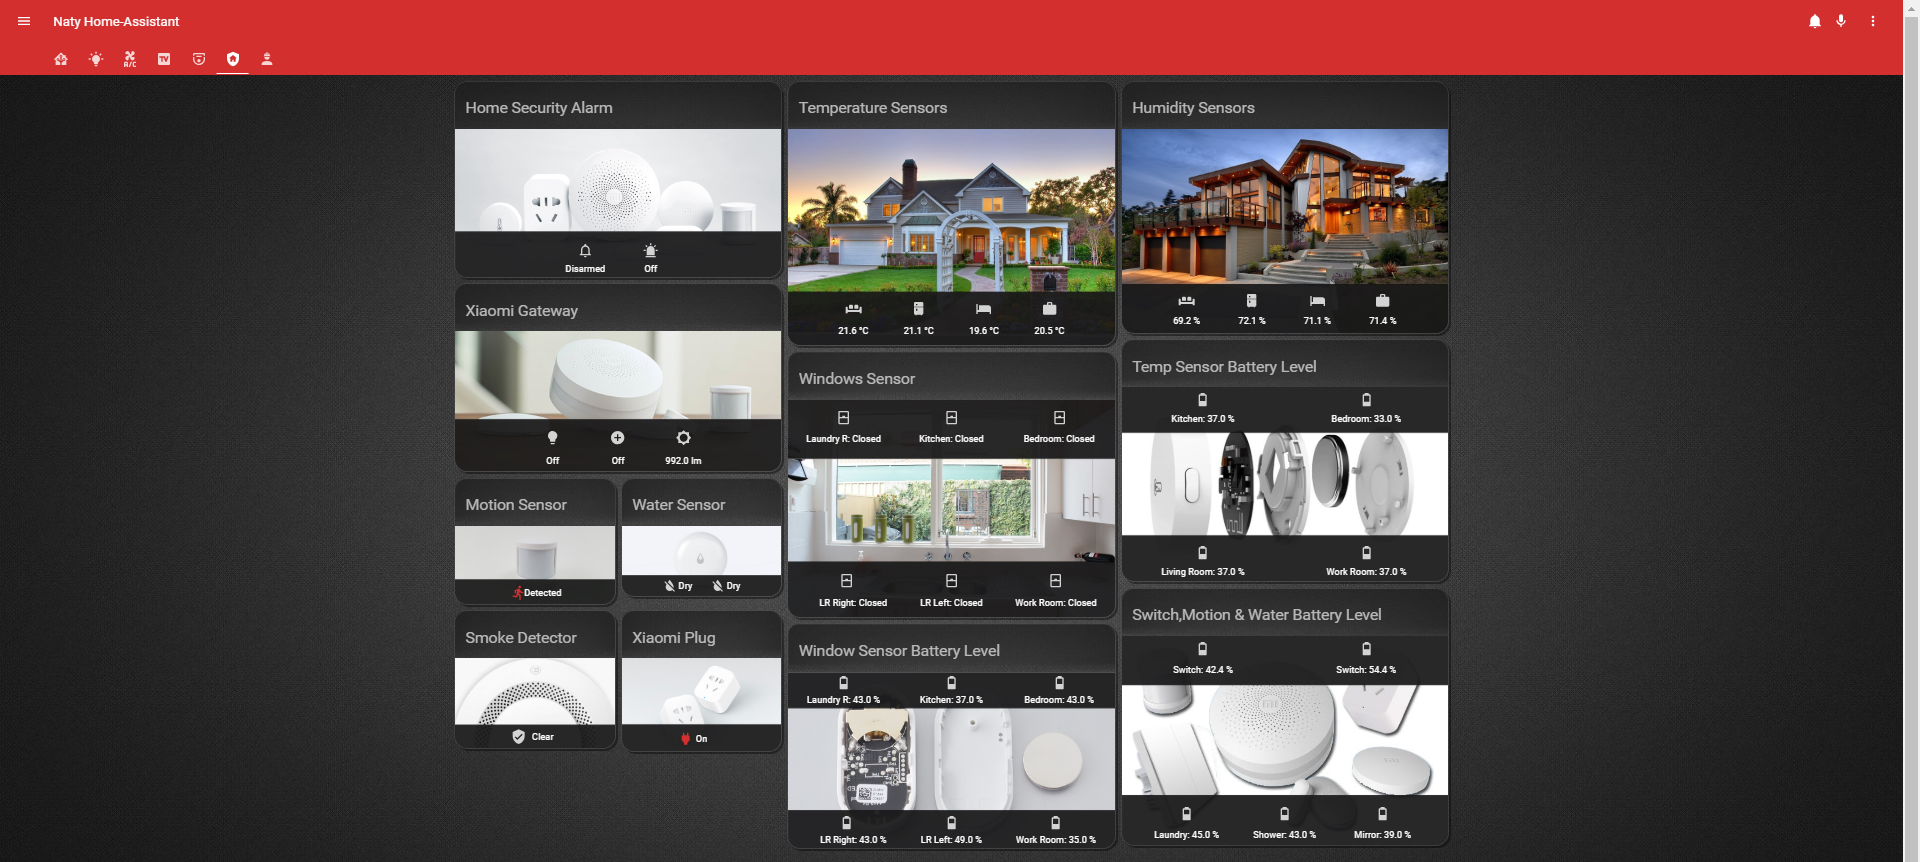 Naty Home-Assistant
A/C
TV
Home Security Alarm
Disarmed Off
Xiaomi Gateway
Off Off 992.0 lm
Motion Sensor
Detected
Water Sensor
Dry Dry
Smoke Detector
Clear
Xiaomi Plug
On
Temperature Sensors
21.6 °C 21.1 °C 19.6 °C 20.5 °C
Windows Sensor
Laundry R: Closed Kitchen: Closed Bedroom: Closed
LR Right: Closed LR Left: Closed Work Room: Closed
Window Sensor Battery Level
Laundry R: 43.0 % Kitchen: 37.0 % Bedroom: 43.0 %
LR Right: 43.0 % LR Left: 49.0 % Work Room: 35.0 %
Humidity Sensors
69.2 % 72.1 % 71.1 % 71.4 %
Temp Sensor Battery Level
Kitchen: 37.0 % Bedroom: 33.0 %
Living Room: 37.0 % Work Room: 37.0 %
Switch,Motion & Water Battery Level
Switch: 42.4 % Switch: 54.4 %
Laundry: 45.0 % Shower: 43.0 % Mirror: 39.0 %